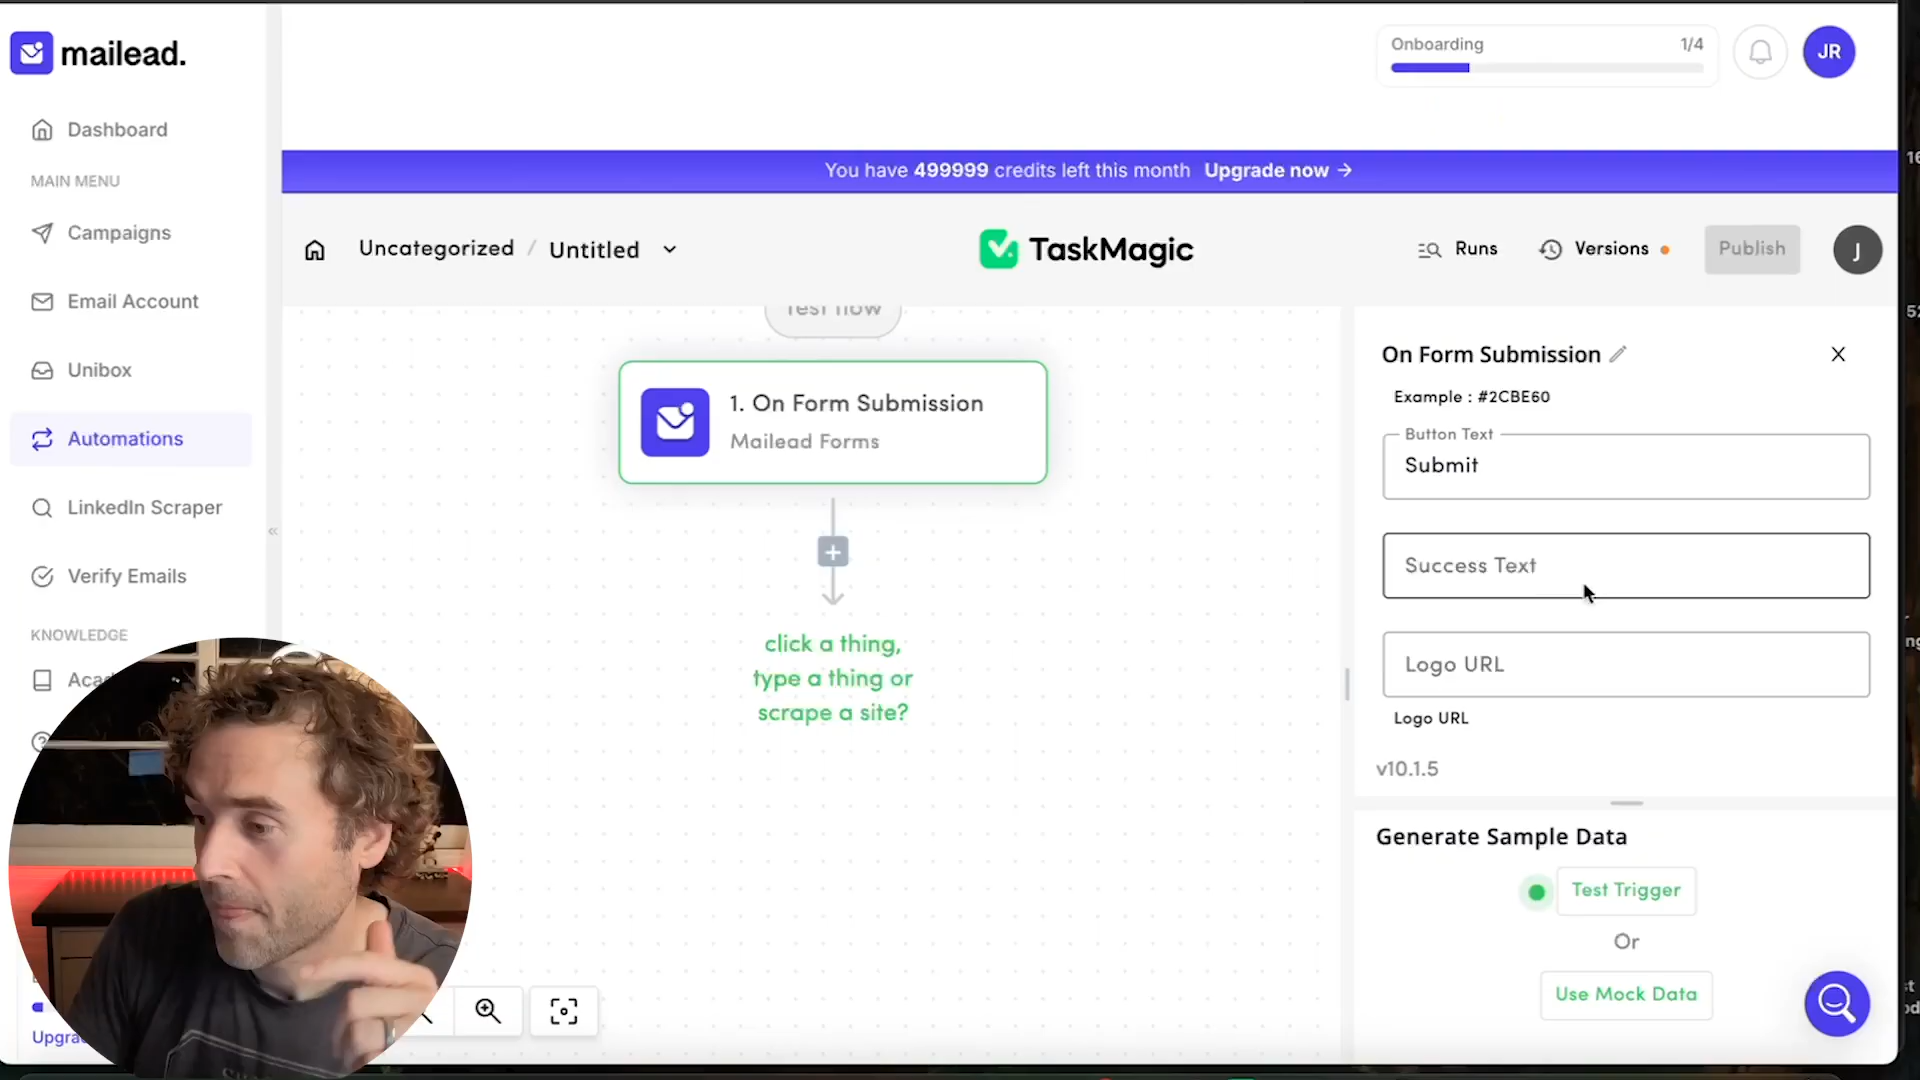 mailead.
Onboarding
1/4
JR
Dashboard
MAIN MENU
Campaigns
Email Account
Unibox
Automations
LinkedIn Scraper
Verify Emails
KNOWLEDGE
You have 499999 credits left this month Upgrade now →
Uncategorized / Untitled
TaskMagic
Runs
Versions
Publish
J
1. On Form Submission
Mailead Forms
click a thing,
type a thing or
scrape a site?
On Form Submission
Example : #2CBE60
Button Text
Submit
Success Text
Logo URL
Logo URL
v10.1.5
Generate Sample Data
Test Trigger
Or
Use Mock Data